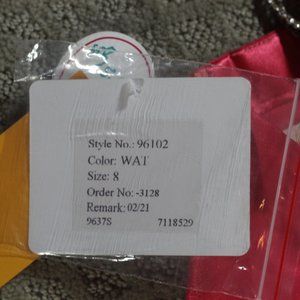 Style No.: 96102
Color: WAT
Size: 8
Order No: -3128
Remark: 02/21
9637S 7118529